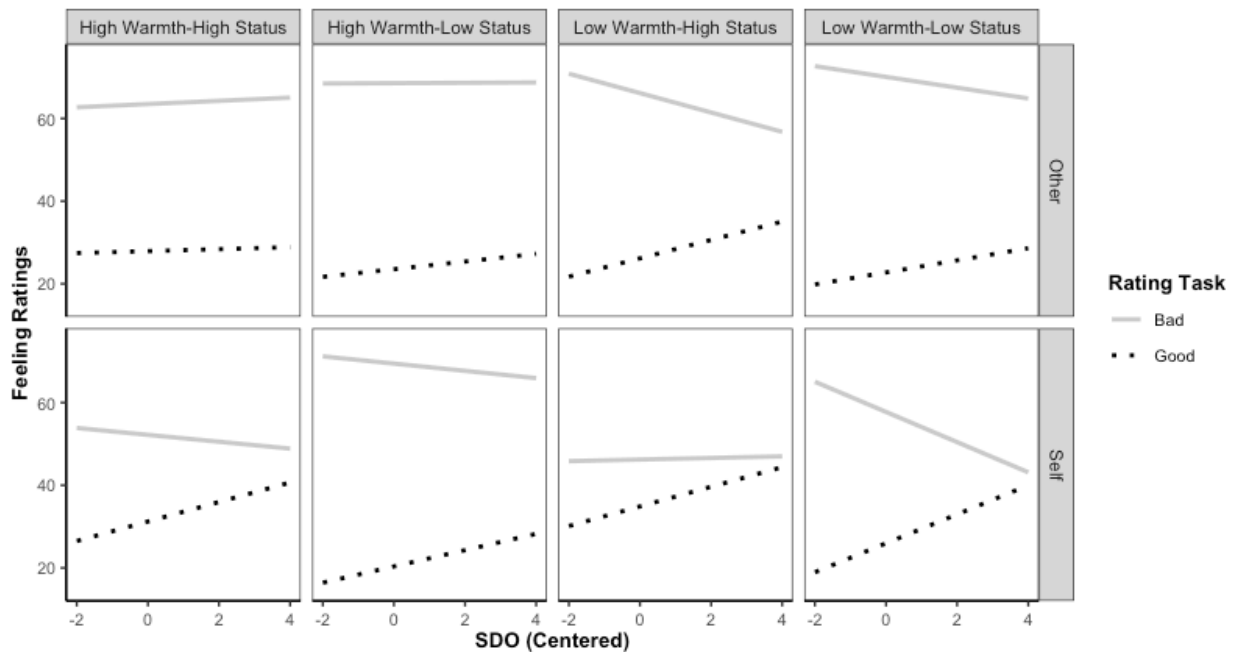 High Warmth-High Status High Warmth-Low Status Low Warmth-High Status Low Warmth-Low Status
60
40
20
Other
Feeling Ratings
60
40
20
Self
-2 0 2 4 -2 0 2 4 -2 0 2 4 -2 0 2 4
SDO (Centered)
Rating Task
Bad
Good